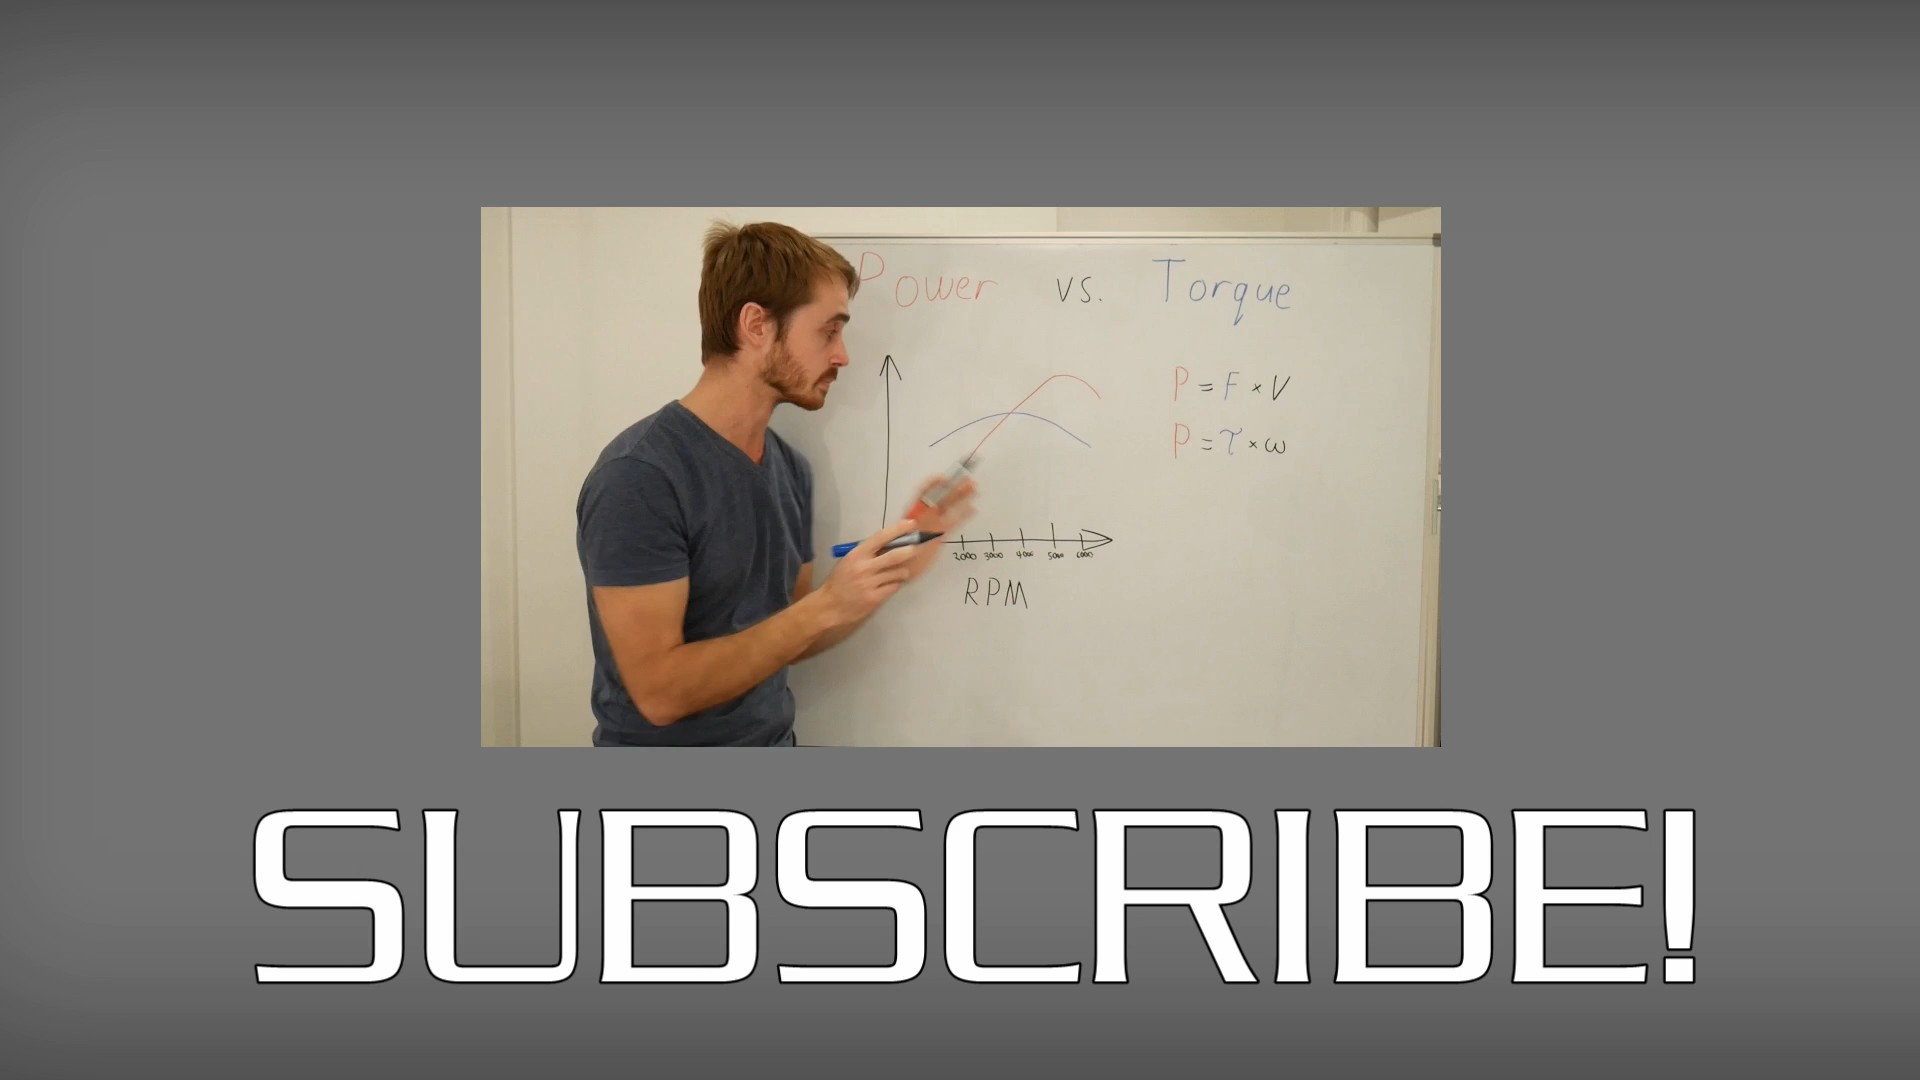 Power vs. Torque
P = F × V
P = τ × ω
2000 3000 4000 5000 6000
RPM
SUBSCRIBE!